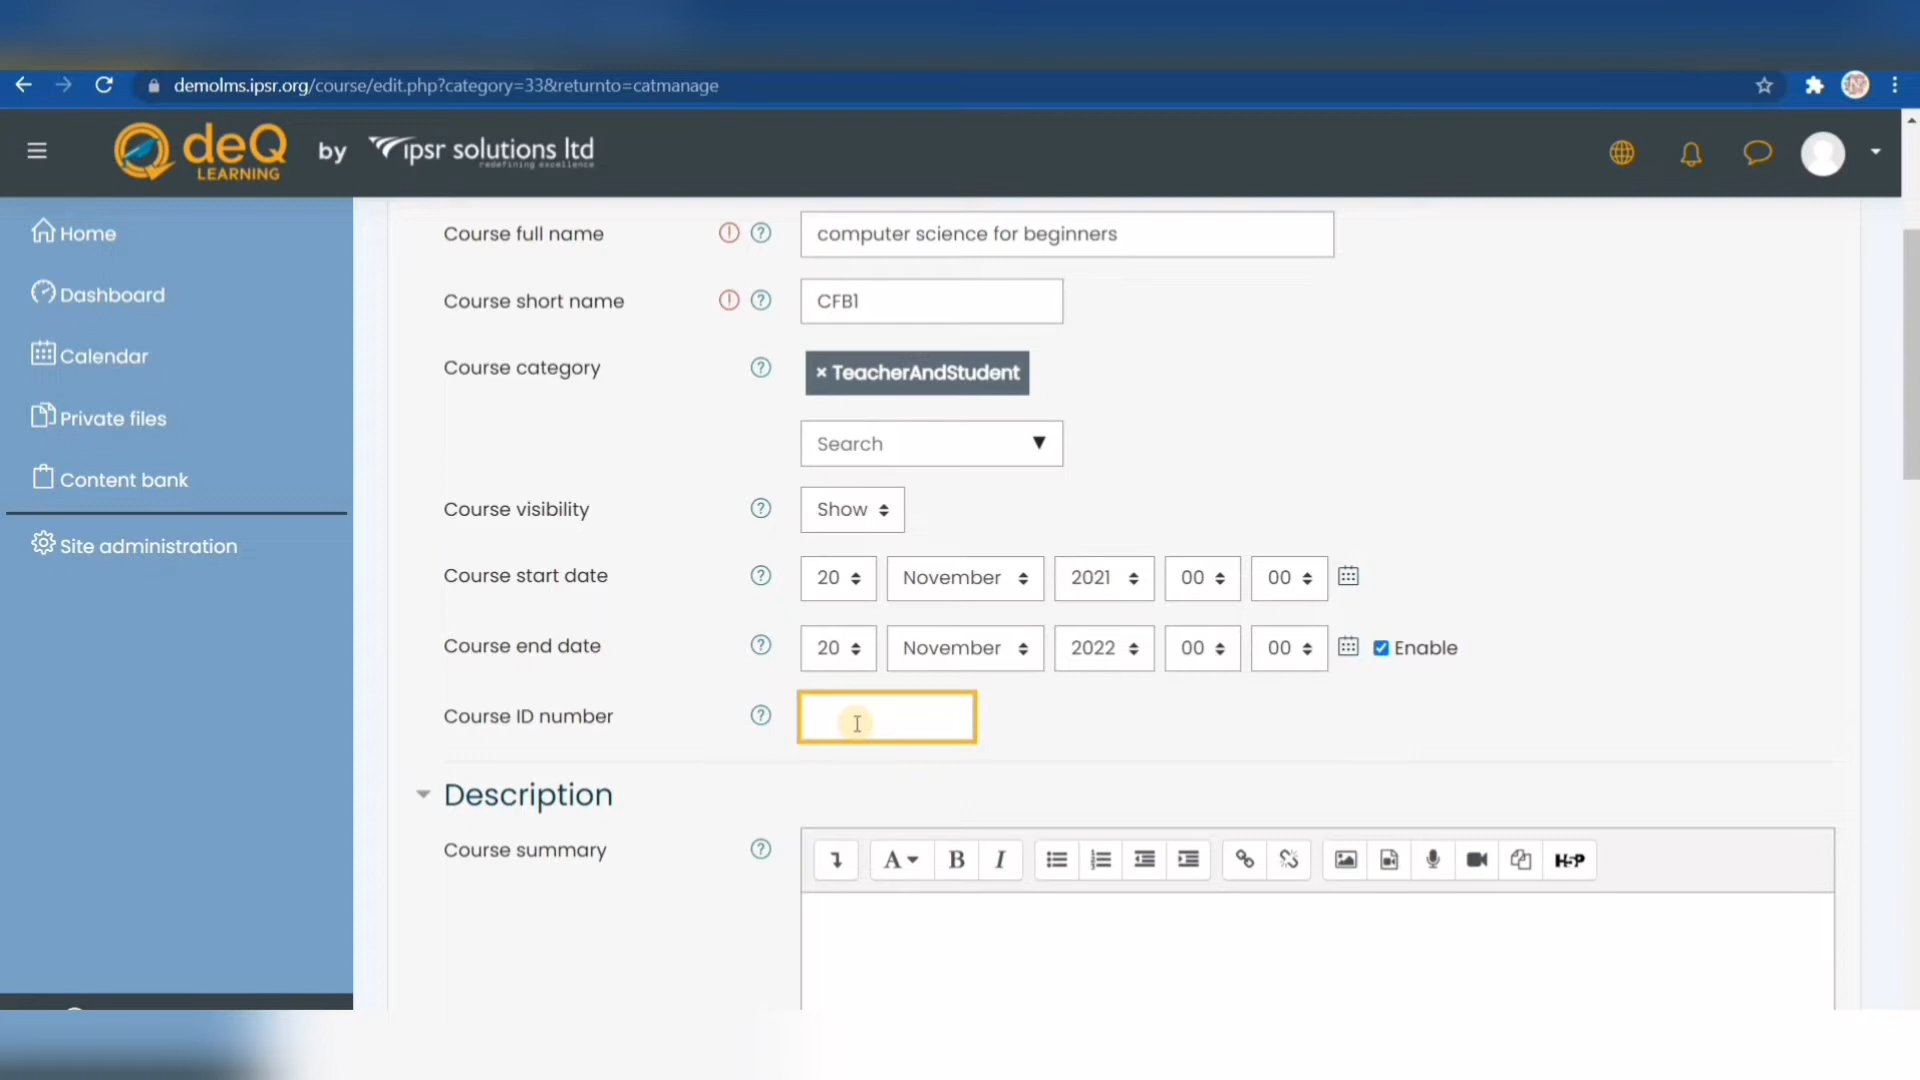 demolms.ipsr.org/course/edit.php?category=33&returnto=catmanage
deQ LEARNING by ipsr solutions ltd
redefining excellence
Home
Dashboard
Calendar
Private files
Content bank
Site administration
Course full name computer science for beginners
Course short name CFB1
Course category × TeacherAndStudent
Search
Course visibility Show
Course start date 20 November 2021 00 00
Course end date 20 November 2022 00 00 Enable
Course ID number
Description
Course summary
A B I H-P